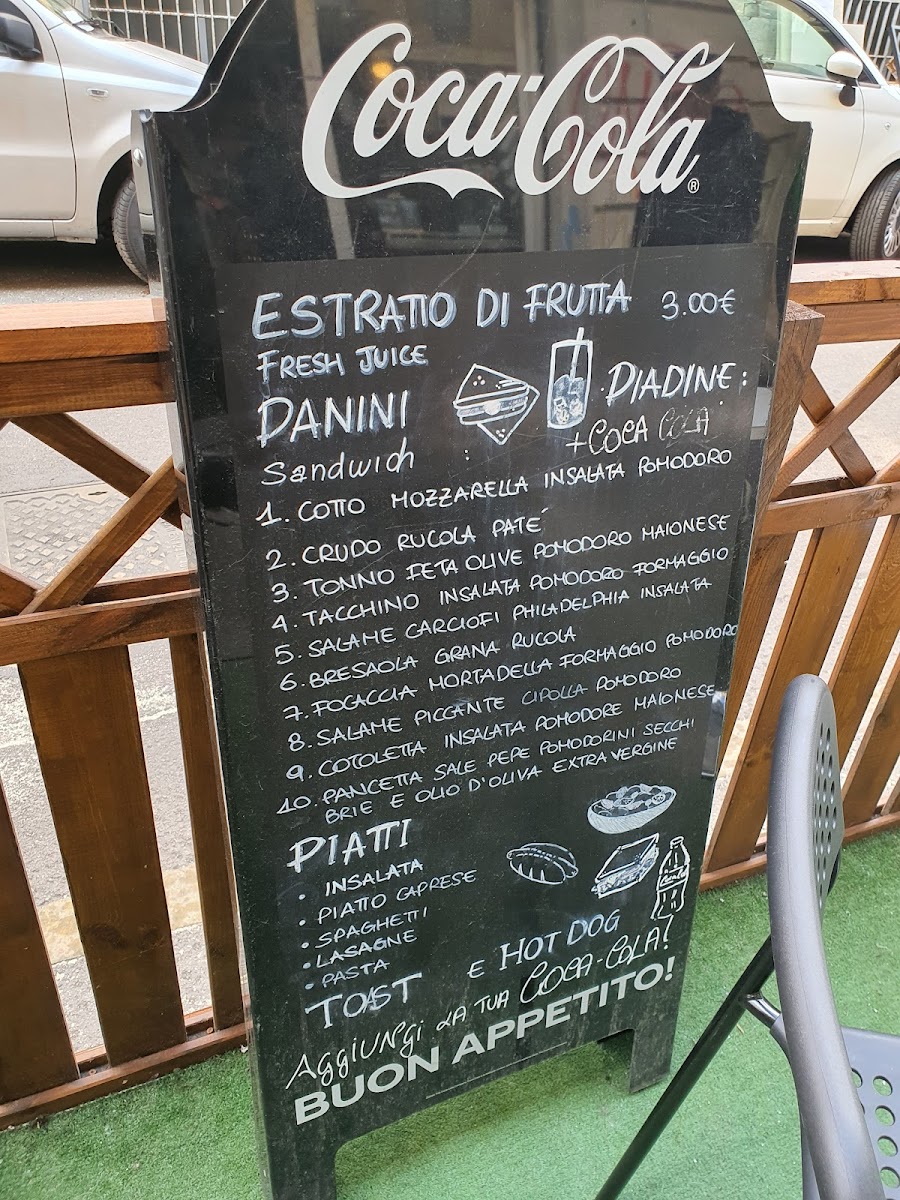 Coca-Cola®
ESTRATTO DI FRUTTA 3.00€
FRESH JUICE
PANINI
PIADINE:
+COCA COLA
Sandwich
1. COTTO MOZZARELLA INSALATA POMODORO
2. CRUDO RUCOLA PATÉ
3. TONNO FETA OLIVE POMODORO MAIONESE
4. TACCHINO INSALATA POMODORO FORMAGGIO
5. SALAME CARCIOFI PHILADELPHIA INSALATA
6. BRESAOLA GRANA RUCOLA
7. FOCACCIA MORTADELLA FORMAGGIO POMODORO
8. SALAME PICCANTE CIPOLLA POMODORO
9. COTOLETTA INSALATA POMODORE MAIONESE
10. PANCETTA SALE PEPE POMODORINI SECCHI
BRIE E OLIO D'OLIVA EXTRA VERGINE
PIATTI
• INSALATA
• PIATTO CAPRESE
• SPAGHETTI
• LASAGNE
• PASTA
Coca-Cola
TOAST E HOT DOG
AGGIUNGI LA TUA COCA-COLA!
BUON APPETITO!